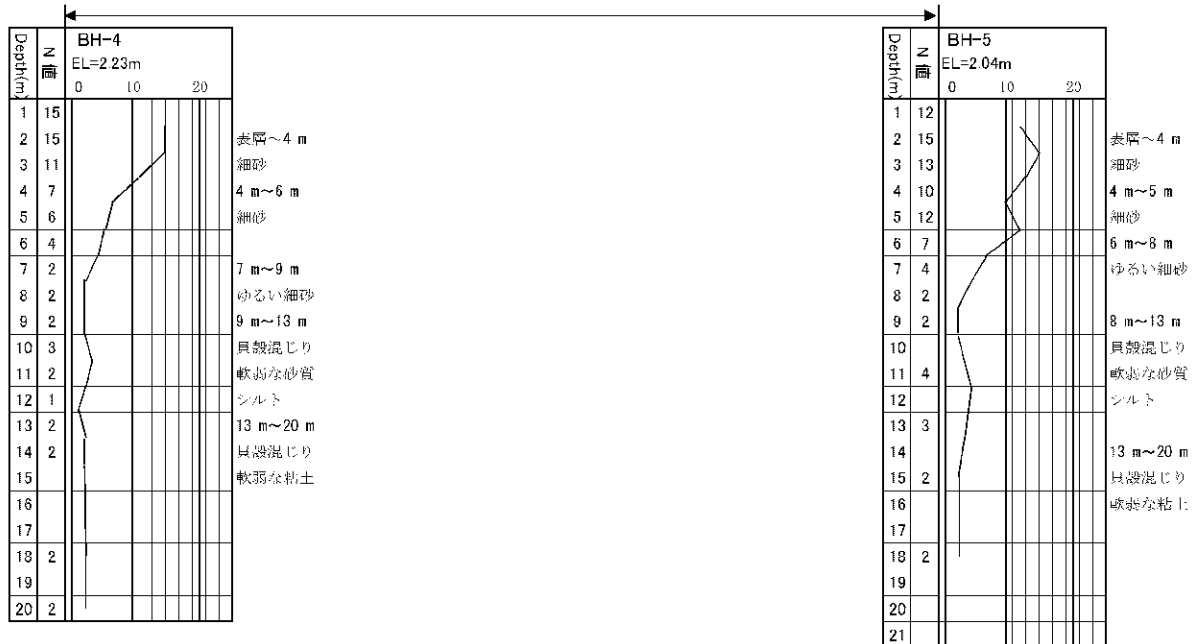 BH-4
Depth(m)
N値
EL=2.23m
0 10 20
1 15
2 15
3 11
4 7
5 6
6 4
7 2
8 2
9 2
10 3
11 2
12 1
13 2
14 2
15
16
17
18 2
19
20 2
表層～4 m
細砂
4 m～6 m
細砂
7 m～9 m
ゆるい細砂
9 m～13 m
貝殻混じり
軟弱な砂質
シルト
13 m～20 m
貝殻混じり
軟弱な粘土
BH-5
Depth(m)
N値
EL=2.04m
0 10 20
1 12
2 15
3 13
4 10
5 12
6 7
7 4
8 2
9 2
10
11 4
12
13 3
14
15 2
16
17
18 2
19
20
21
表層～4 m
細砂
4 m～5 m
細砂
6 m～8 m
ゆるい細砂
8 m～13 m
貝殻混じり
軟弱な砂質
シルト
13 m～20 m
貝殻混じり
軟弱な粘土